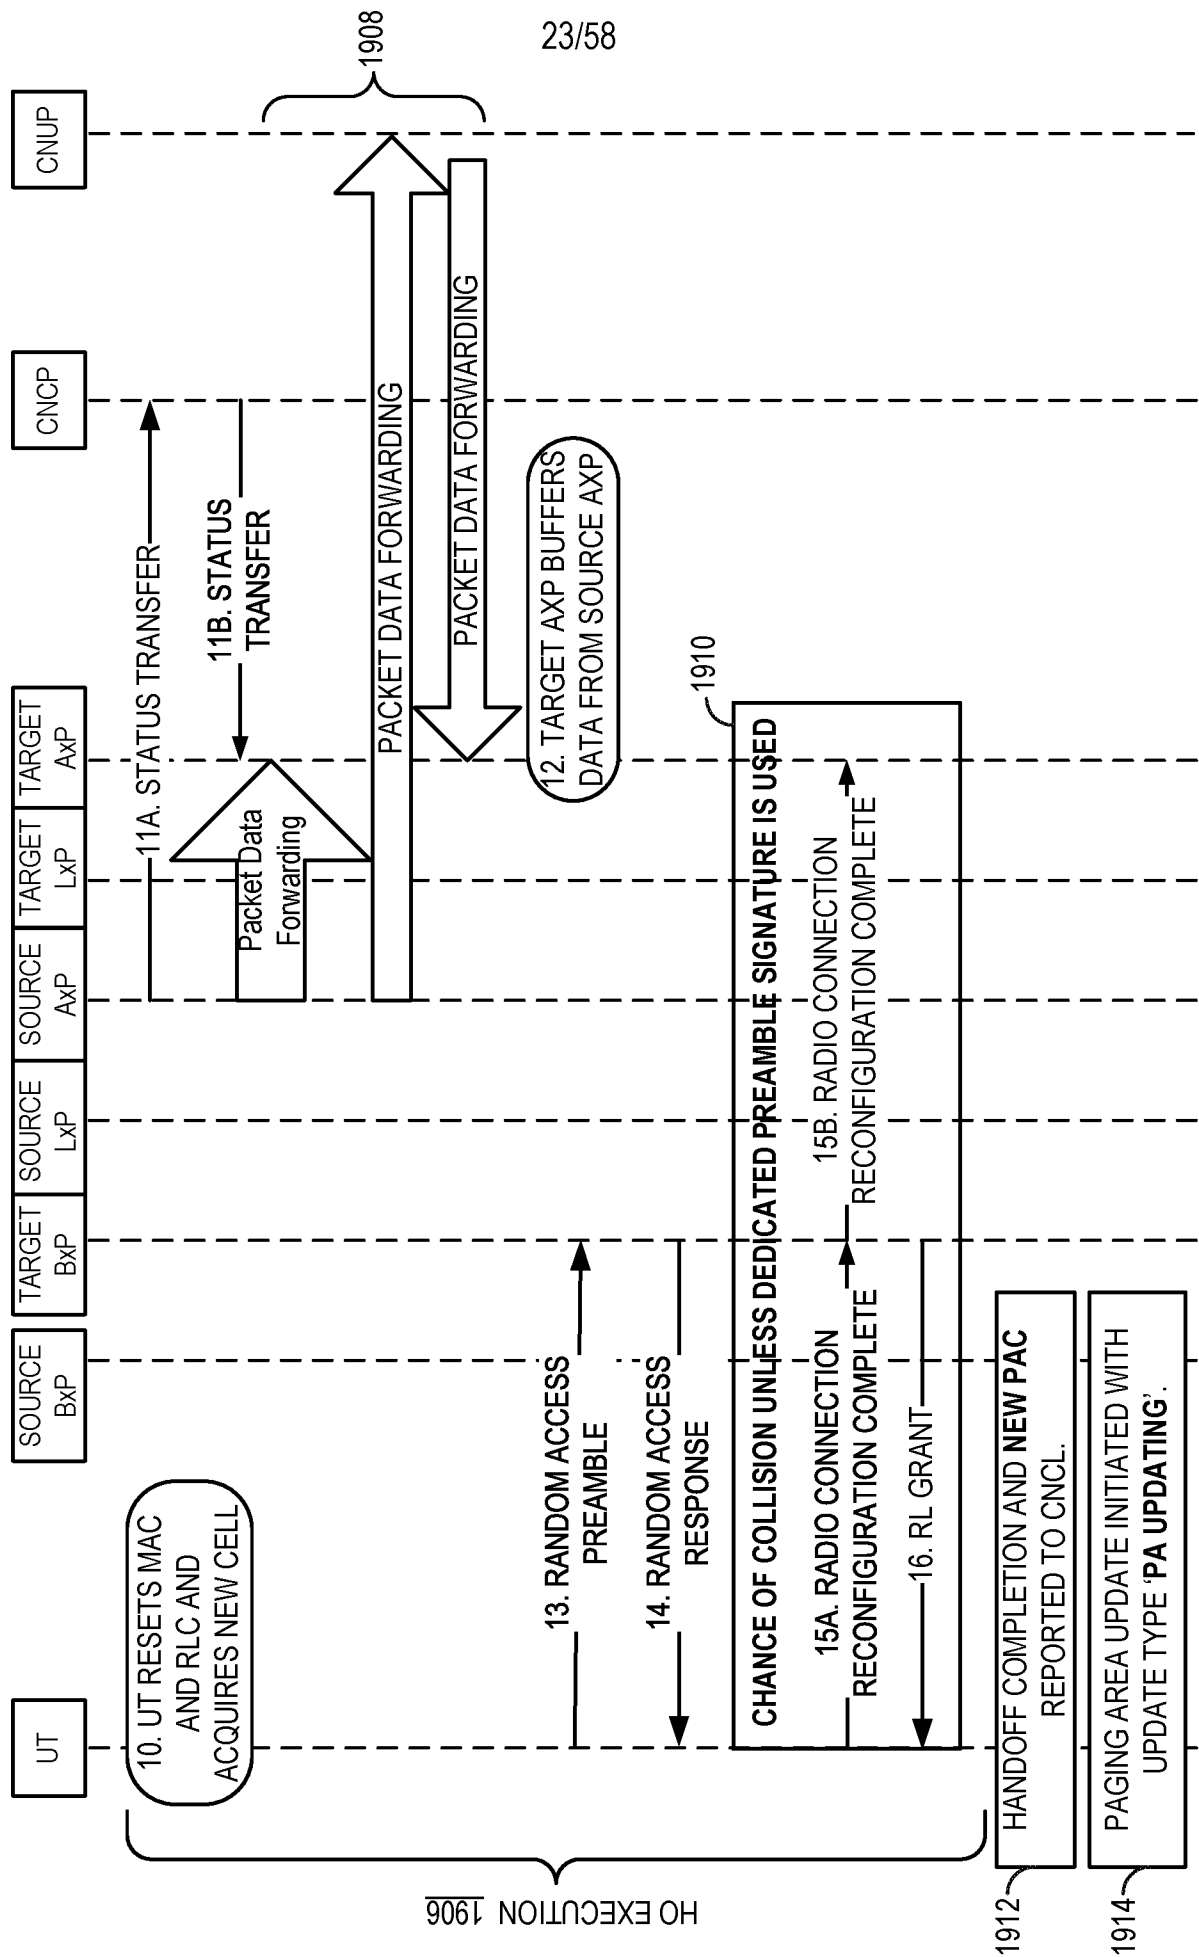 23/58
UT
SOURCE
BxP
TARGET
BxP
SOURCE
LxP
SOURCE
AxP
TARGET
LxP
TARGET
AxP
CNCP
CNUP
10. UT RESETS MAC
AND RLC AND
ACQUIRES NEW CELL
11A. STATUS TRANSFER
11B. STATUS
TRANSFER
Packet Data
Forwarding
PACKET DATA FORWARDING
PACKET DATA FORWARDING
1908
12. TARGET AXP BUFFERS
DATA FROM SOURCE AXP
13. RANDOM ACCESS
PREAMBLE
14. RANDOM ACCESS
RESPONSE
1910
CHANCE OF COLLISION UNLESS DEDICATED PREAMBLE SIGNATURE IS USED
15A. RADIO CONNECTION
RECONFIGURATION COMPLETE
15B. RADIO CONNECTION
RECONFIGURATION COMPLETE
16. RL GRANT
HO EXECUTION 1906
1912
HANDOFF COMPLETION AND NEW PAC
REPORTED TO CNCL.
1914
PAGING AREA UPDATE INITIATED WITH
UPDATE TYPE 'PA UPDATING'.